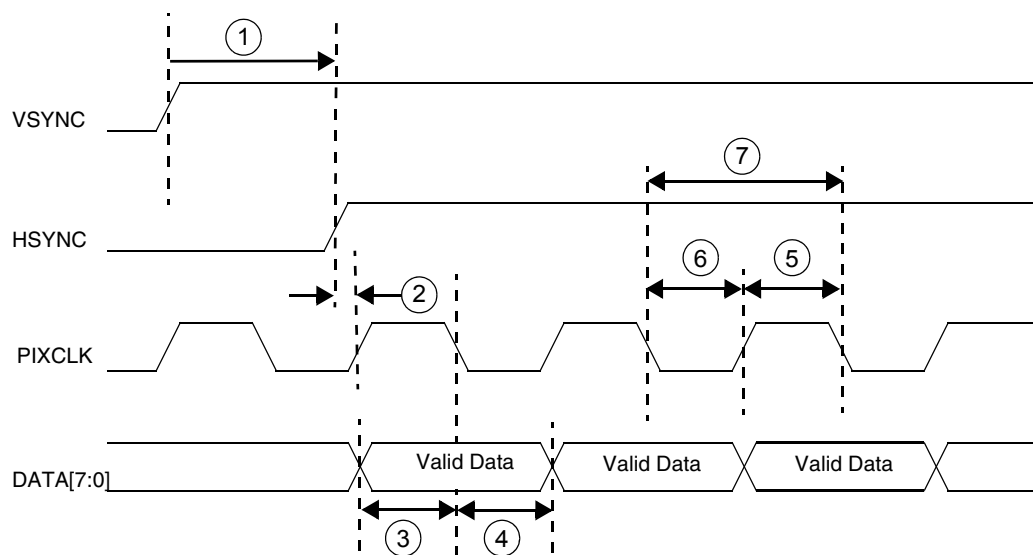 1
VSYNC
7
HSYNC
6
5
2
PIXCLK
Valid Data
Valid Data
Valid Data
DATA[7:0]
3
4